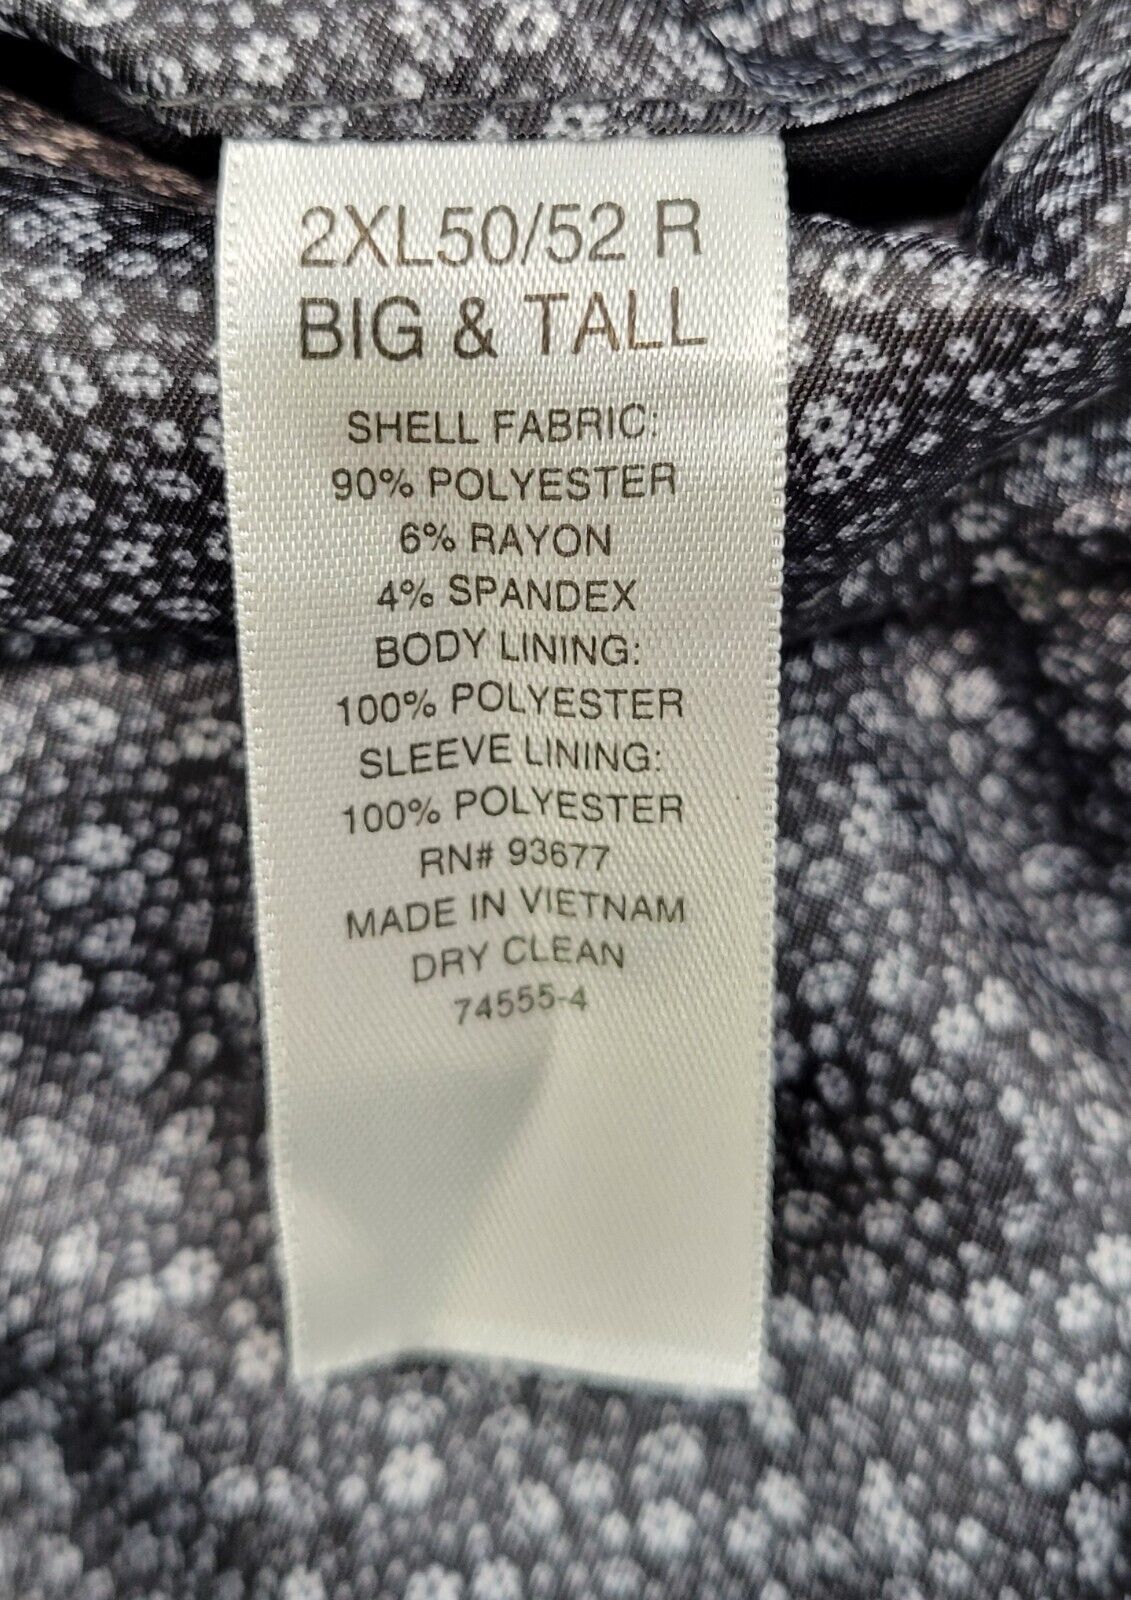 2XL50/52 R
BIG & TALL
SHELL FABRIC:
90% POLYESTER
6% RAYON
4% SPANDEX
BODY LINING:
100% POLYESTER
SLEEVE LINING:
100% POLYESTER
RN# 93677
MADE IN VIETNAM
DRY CLEAN
74555-4